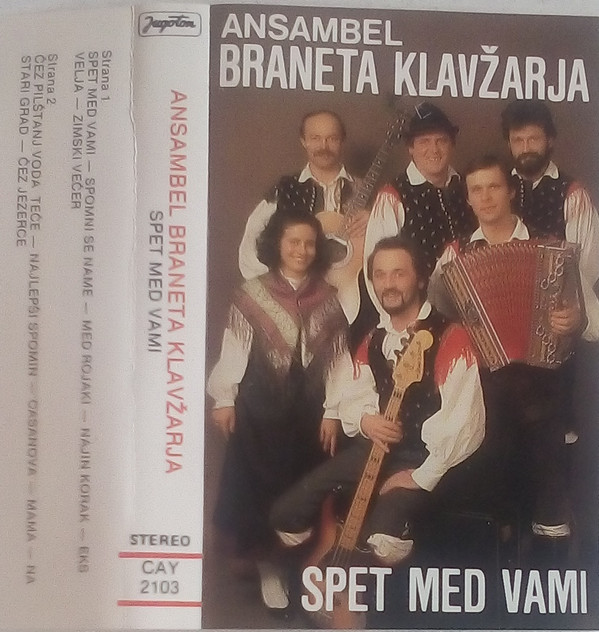 Strana 1
SPET MED VAMI — SPOMNI SE NAME — MED ROJAKI — NAJIN KORAK — EKS
VELJA — ZIMSKI VEČER
Strana 2
ČEZ PILŠTANJ VODA TEČE — NAJLEPŠI SPOMIN — CASANOVA — MAMA — NA
STARI GRAD — ČEZ JEZERCE
Jugoton
ANSAMBEL BRANETA KLAVŽARJA
SPET MED VAMI
STEREO
CAY
2103
ANSAMBEL
BRANETA KLAVŽARJA
SPET MED VAMI